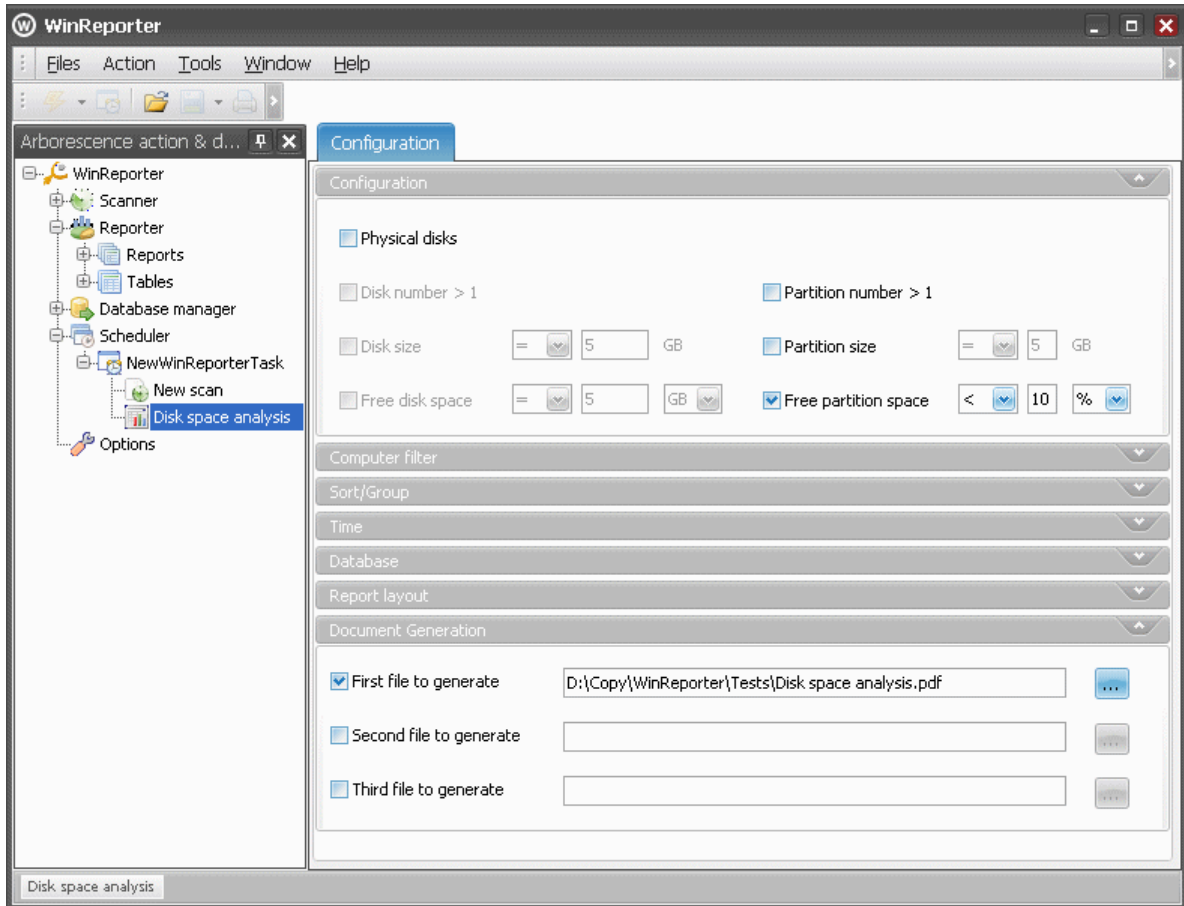 WinReporter
Files Action Tools Window Help
Arborescence action & d...
WinReporter
Scanner
Reporter
Reports
Tables
Database manager
Scheduler
NewWinReporterTask
New scan
Disk space analysis
Options
Configuration
Configuration
Physical disks
Disk number > 1 Partition number > 1
Disk size = 5 GB Partition size = 5 GB
Free disk space = 5 GB Free partition space < 10 %
Computer filter
Sort/Group
Time
Database
Report layout
Document Generation
First file to generate D:\Copy\WinReporter\Tests\Disk space analysis.pdf ...
Second file to generate ...
Third file to generate ...
Disk space analysis